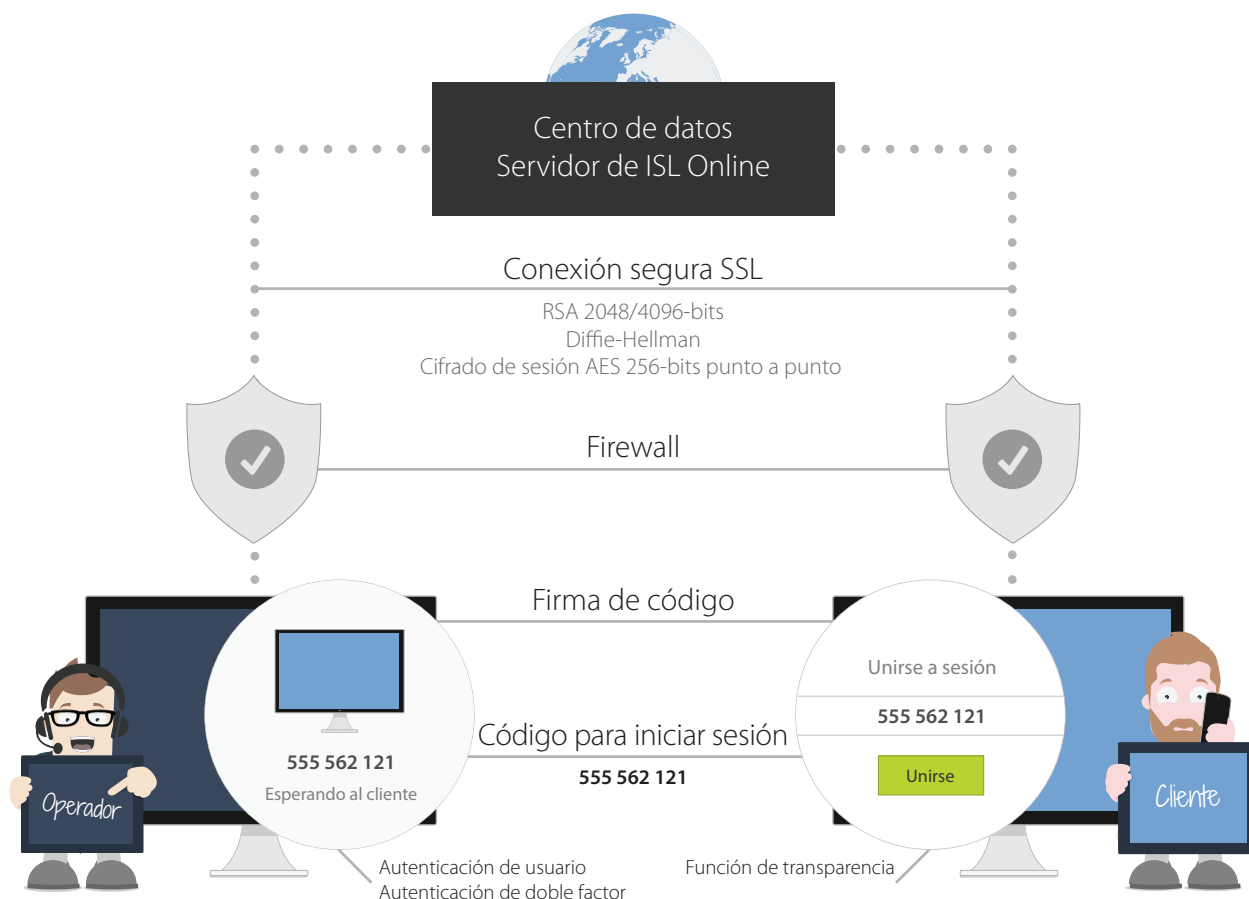 Centro de datos
Servidor de ISL Online
Conexión segura SSL
RSA 2048/4096-bits
Diffie-Hellman
Cifrado de sesión AES 256-bits punto a punto
Firewall
Firma de código
Unirse a sesión
555 562 121
Unirse
555 562 121
Esperando al cliente
Código para iniciar sesión
555 562 121
Operador
Cliente
Autenticación de usuario
Autenticación de doble factor
Función de transparencia